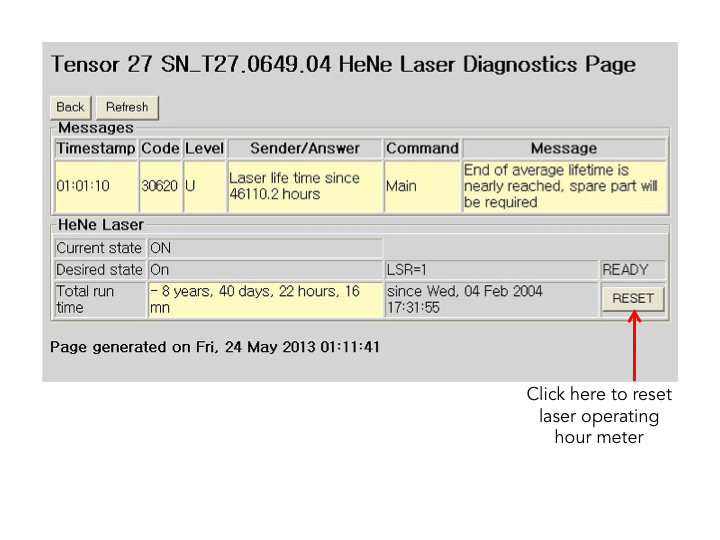 Tensor 27 SN_T27.0649.04 HeNe Laser Diagnostics Page
Back Refresh
Messages
Timestamp Code Level Sender/Answer Command Message
01:01:10 30620 U Laser life time since 46110.2 hours Main End of average lifetime is nearly reached, spare part will be required
HeNe Laser
Current state ON
Desired state On LSR=1 READY
Total run time - 8 years, 40 days, 22 hours, 16 mn since Wed, 04 Feb 2004 17:31:55 RESET
Page generated on Fri, 24 May 2013 01:11:41
Click here to reset
laser operating
hour meter